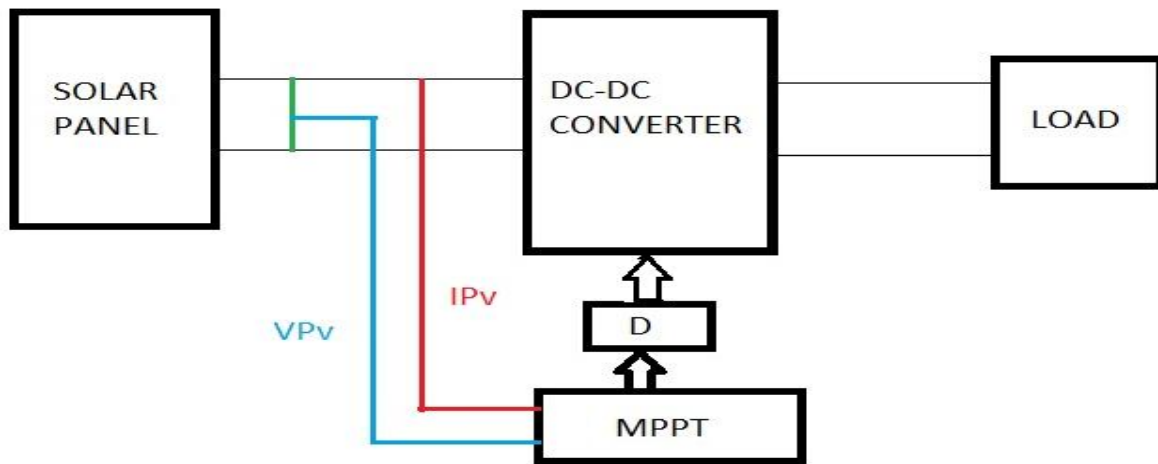 SOLAR
PANEL
DC-DC
CONVERTER
LOAD
IPv
VPv
D
MPPT